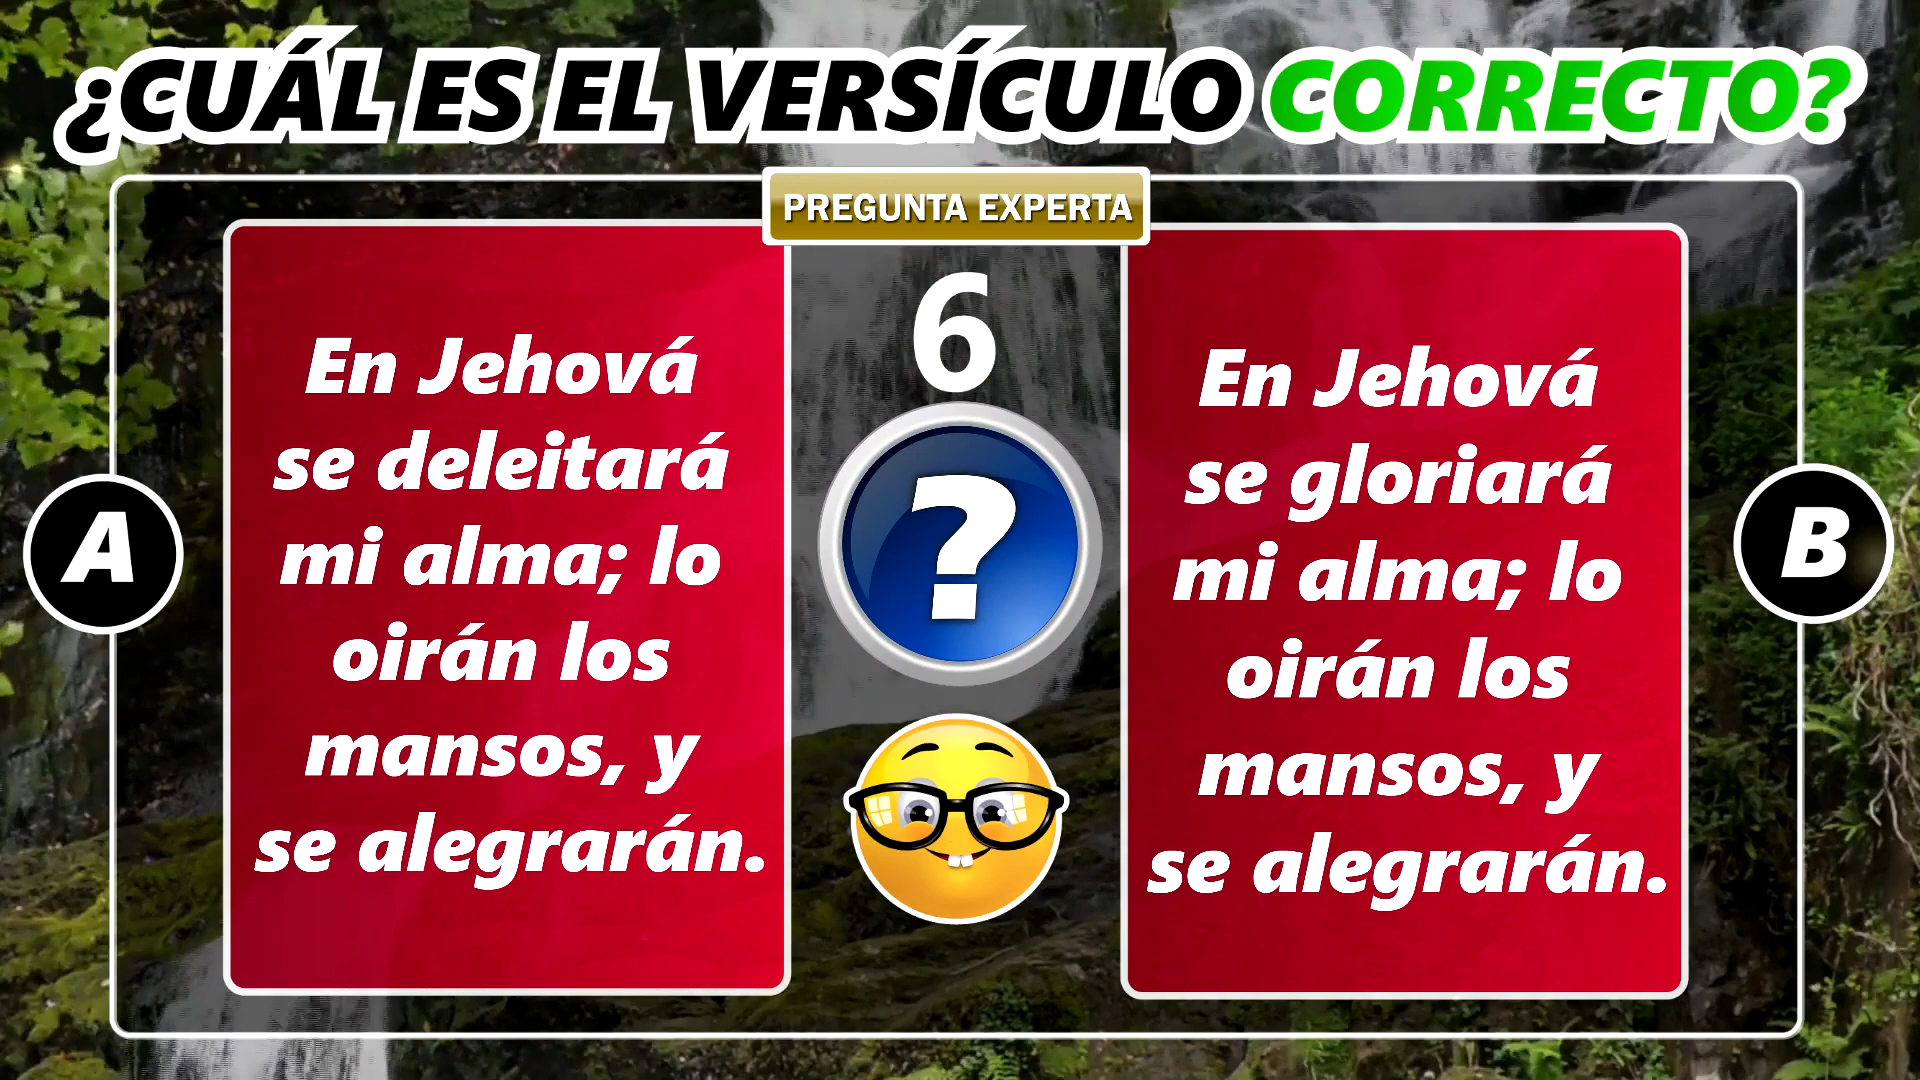 ¿CUÁL ES EL VERSÍCULO CORRECTO?
PREGUNTA EXPERTA
6
?
A
En Jehová
se deleitará
mi alma; lo
oirán los
mansos, y
se alegrarán.
B
En Jehová
se gloriará
mi alma; lo
oirán los
mansos, y
se alegrarán.